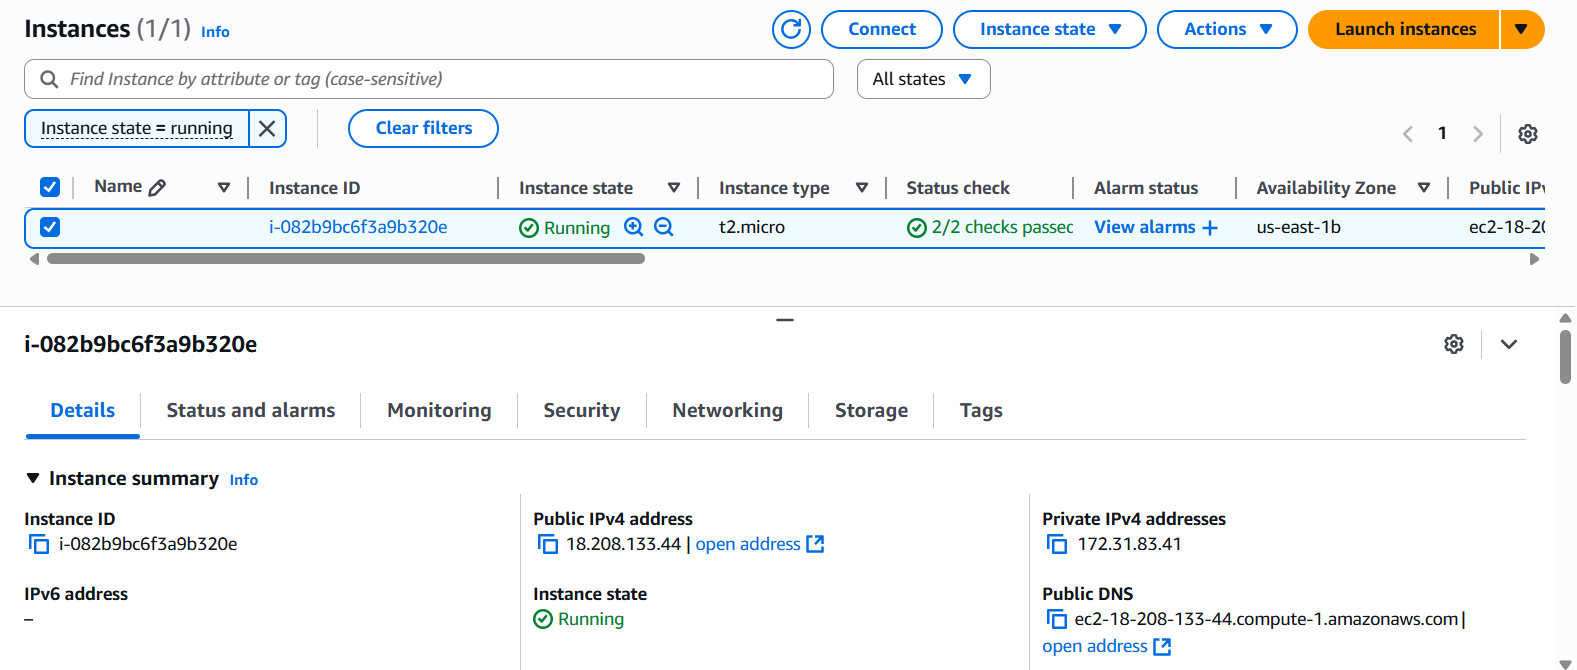 Instances (1/1) Info
Connect
Instance state
Actions
Launch instances
Find Instance by attribute or tag (case-sensitive)
All states
Instance state = running
Clear filters
1
Name Instance ID Instance state Instance type Status check Alarm status Availability Zone Public IPv
i-082b9bc6f3a9b320e Running t2.micro 2/2 checks passed View alarms + us-east-1b ec2-18-20
i-082b9bc6f3a9b320e
Details Status and alarms Monitoring Security Networking Storage Tags
Instance summary Info
Instance ID
i-082b9bc6f3a9b320e
Public IPv4 address
18.208.133.44 | open address
Private IPv4 addresses
172.31.83.41
IPv6 address
–
Instance state
Running
Public DNS
ec2-18-208-133-44.compute-1.amazonaws.com |
open address